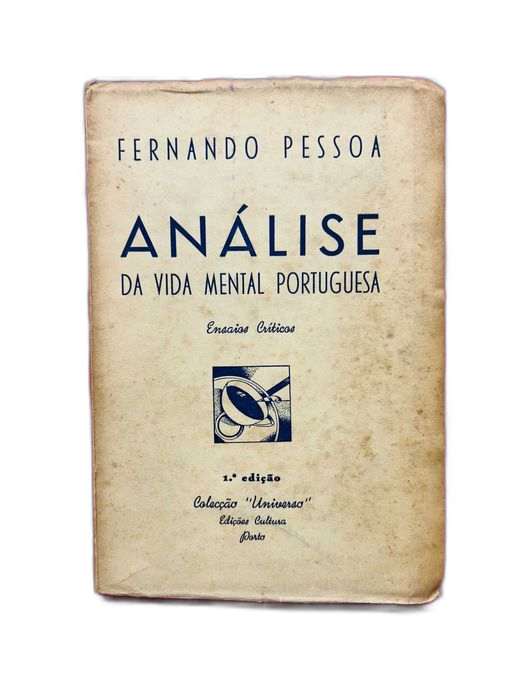 FERNANDO PESSOA
ANÁLISE
DA VIDA MENTAL PORTUGUESA
Ensaios Críticos
1.ª edição
Colecção "Universo"
Edições Cultura
Porto